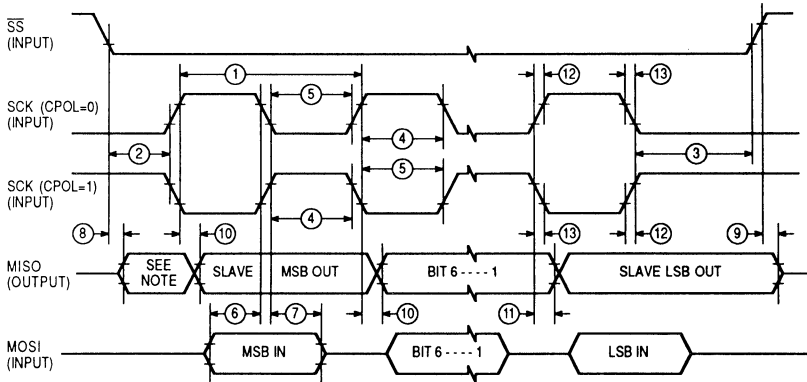 SS
(INPUT)
① ⑫ ⑬
SCK (CPOL=0)
(INPUT)
⑤
④
② ③
SCK (CPOL=1)
(INPUT)
⑤
④
⑧ ⑩ ⑬ ⑫ ⑨
MISO
(OUTPUT)
SEE
NOTE
SLAVE MSB OUT
BIT 6 - - - - 1
SLAVE LSB OUT
⑥ ⑦ ⑩ ⑪
MOSI
(INPUT)
MSB IN
BIT 6 - - - - 1
LSB IN